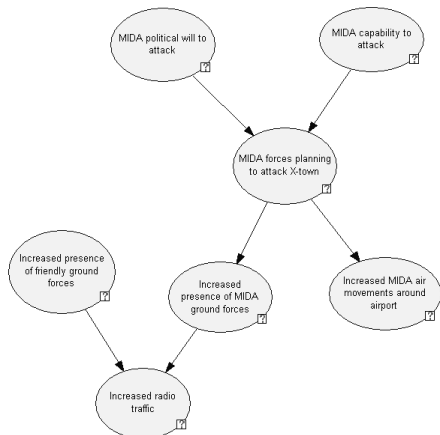 MIDA political will to
attack
?
MIDA capability to
attack
?
MIDA forces planning
to attack X-town
?
Increased presence
of friendly ground
forces
?
Increased
presence of MIDA
ground forces
?
Increased MIDA air
movements around
airport
?
Increased radio
traffic
?